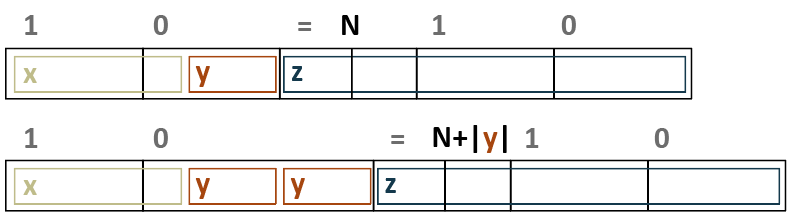 1 0 = N 1 0
x y z
1 0 = N+|y| 1 0
x y y z